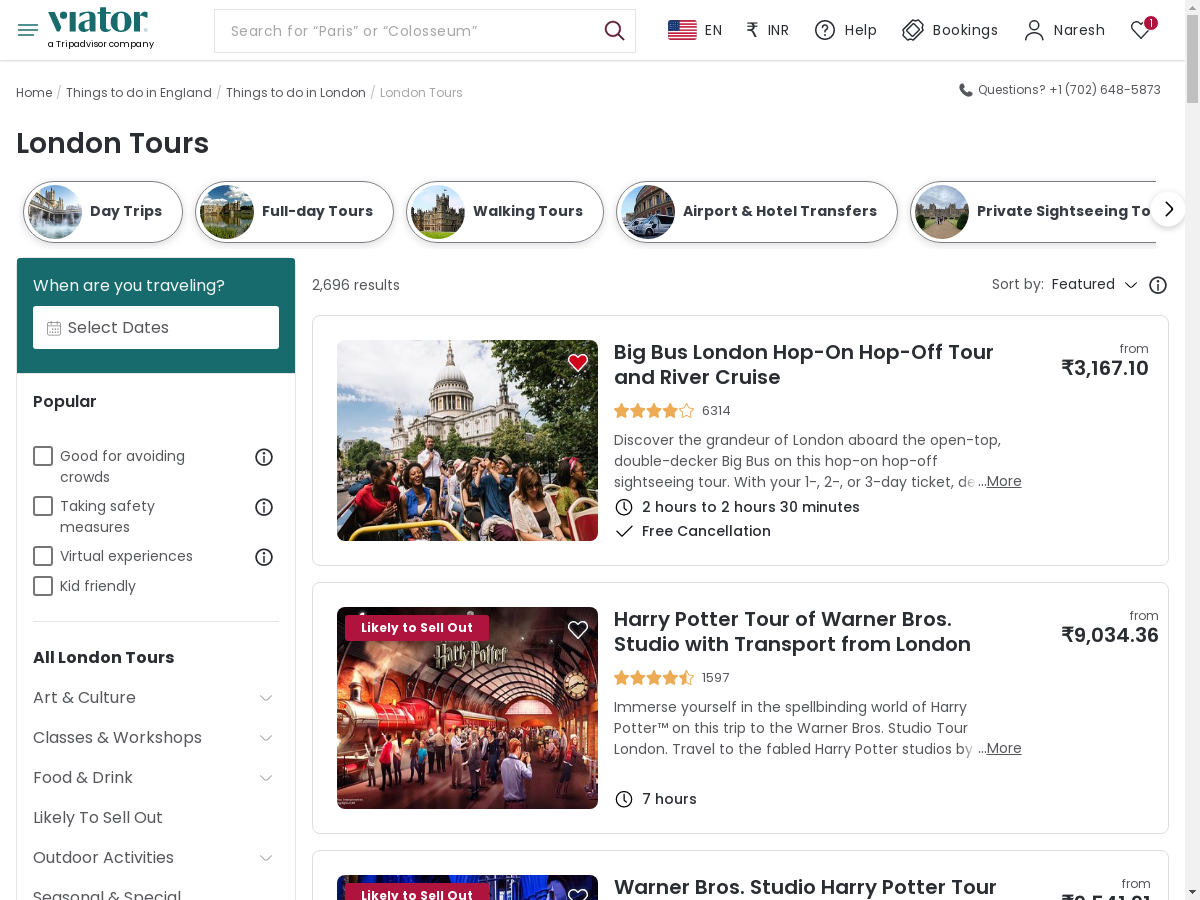 viator
a Tripadvisor company
Search for “Paris” or “Colosseum”
EN
₹ INR
Help
Bookings
Naresh
1
Home / Things to do in England / Things to do in London / London Tours
Questions? +1 (702) 648-5873
London Tours
Day Trips
Full-day Tours
Walking Tours
Airport & Hotel Transfers
Private Sightseeing To
When are you traveling?
Select Dates
2,696 results
Sort by: Featured
Popular
Good for avoiding
crowds
Taking safety
measures
Virtual experiences
Kid friendly
All London Tours
Art & Culture
Classes & Workshops
Food & Drink
Likely To Sell Out
Outdoor Activities
Seasonal & Special
Big Bus London Hop-On Hop-Off Tour
and River Cruise
from
₹3,167.10
6314
Discover the grandeur of London aboard the open-top,
double-decker Big Bus on this hop-on hop-off
sightseeing tour. With your 1-, 2-, or 3-day ticket, de ...More
2 hours to 2 hours 30 minutes
Free Cancellation
Likely to Sell Out
Harry Potter
Harry Potter Tour of Warner Bros.
Studio with Transport from London
from
₹9,034.36
1597
Immerse yourself in the spellbinding world of Harry
Potter™ on this trip to the Warner Bros. Studio Tour
London. Travel to the fabled Harry Potter studios by ...More
7 hours
Likely to Sell Out
Warner Bros. Studio Harry Potter Tour
from